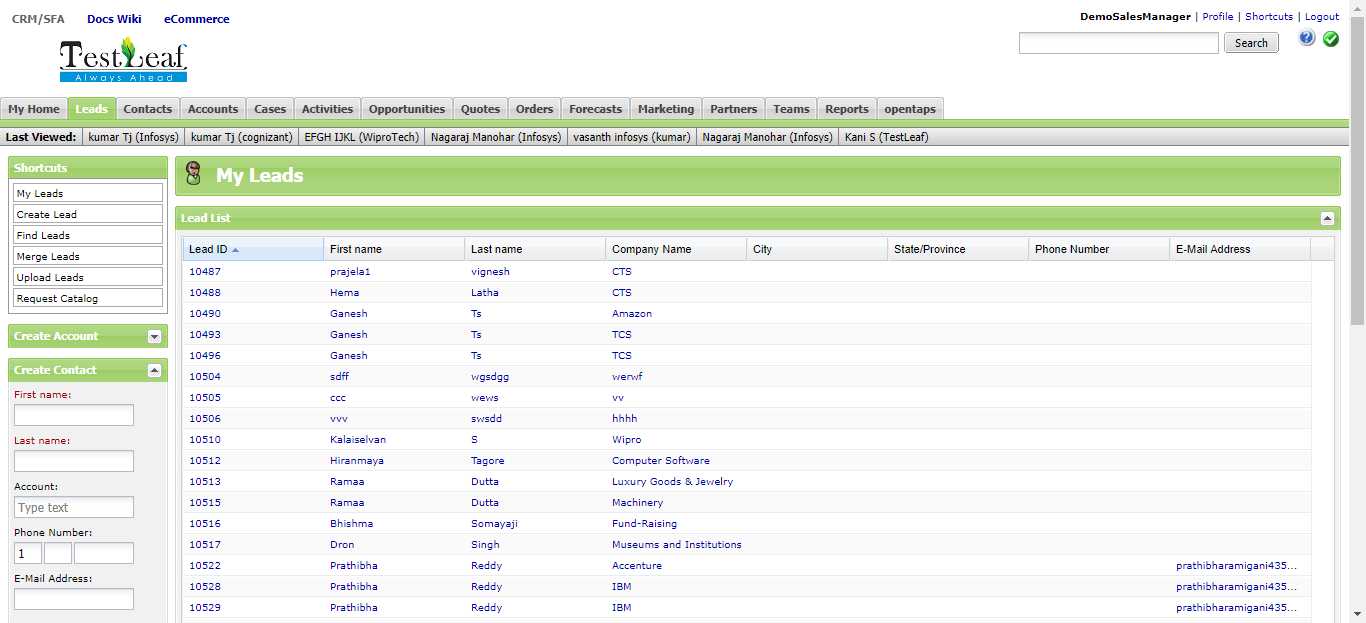 CRM/SFA Docs Wiki eCommerce
DemoSalesManager | Profile | Shortcuts | Logout
TestLeaf
Always Ahead
Search
My Home Leads Contacts Accounts Cases Activities Opportunities Quotes Orders Forecasts Marketing Partners Teams Reports opentaps
Last Viewed: kumar Tj (Infosys) kumar Tj (cognizant) EFGH IJKL (WiproTech) Nagaraj Manohar (Infosys) vasanth infosys (kumar) Nagaraj Manohar (Infosys) Kani S (TestLeaf)
Shortcuts
My Leads
Create Lead
Find Leads
Merge Leads
Upload Leads
Request Catalog
Create Account
Create Contact
First name:
Last name:
Account:
Type text
Phone Number:
1
E-Mail Address:
My Leads
Lead List
Lead ID First name Last name Company Name City State/Province Phone Number E-Mail Address
10487 prajela1 vignesh CTS
10488 Hema Latha CTS
10490 Ganesh Ts Amazon
10493 Ganesh Ts TCS
10496 Ganesh Ts TCS
10504 sdff wgsdgg werwf
10505 ccc wews vv
10506 vvv swsdd hhhh
10510 Kalaiselvan S Wipro
10512 Hiranmaya Tagore Computer Software
10513 Ramaa Dutta Luxury Goods & Jewelry
10515 Ramaa Dutta Machinery
10516 Bhishma Somayaji Fund-Raising
10517 Dron Singh Museums and Institutions
10522 Prathibha Reddy Accenture prathibharamigani435...
10528 Prathibha Reddy IBM prathibharamigani435...
10529 Prathibha Reddy IBM prathibharamigani435...